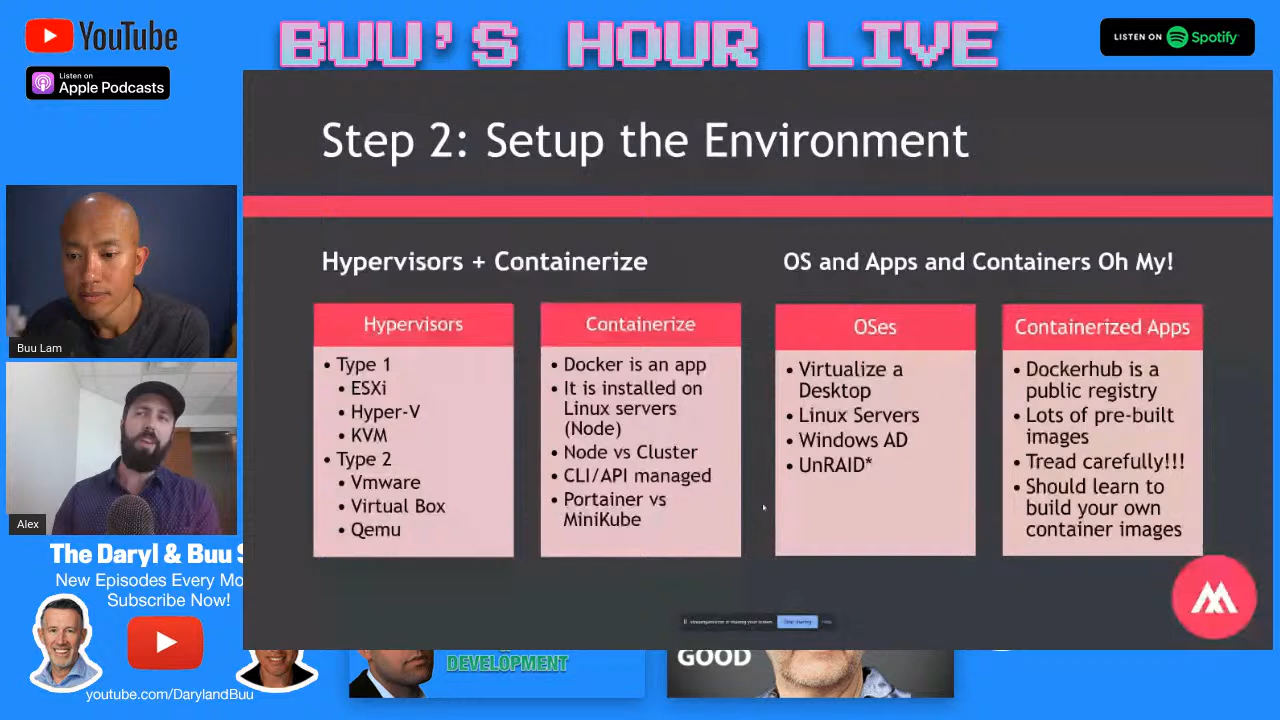 YouTube
BUU'S HOUR LIVE
LISTEN ON Spotify
Listen on
Apple Podcasts
Step 2: Setup the Environment
Hypervisors + Containerize
OS and Apps and Containers Oh My!
Hypervisors
• Type 1
• ESXi
• Hyper-V
• KVM
• Type 2
• Vmware
• Virtual Box
• Qemu
Containerize
• Docker is an app
• It is installed on
Linux servers
(Node)
• Node vs Cluster
• CLI/API managed
• Portainer vs
MiniKube
OSes
• Virtualize a
Desktop
• Linux Servers
• Windows AD
• UnRAID*
Containerized Apps
• Dockerhub is a
public registry
• Lots of pre-built
images
• Tread carefully!!!
• Should learn to
build your own
container images
Buu Lam
Alex
The Daryl & Buu S
New Episodes Every Mo
Subscribe Now!
youtube.com/DarylandBuu
DEVELOPMENT
GOOD
Stop sharing